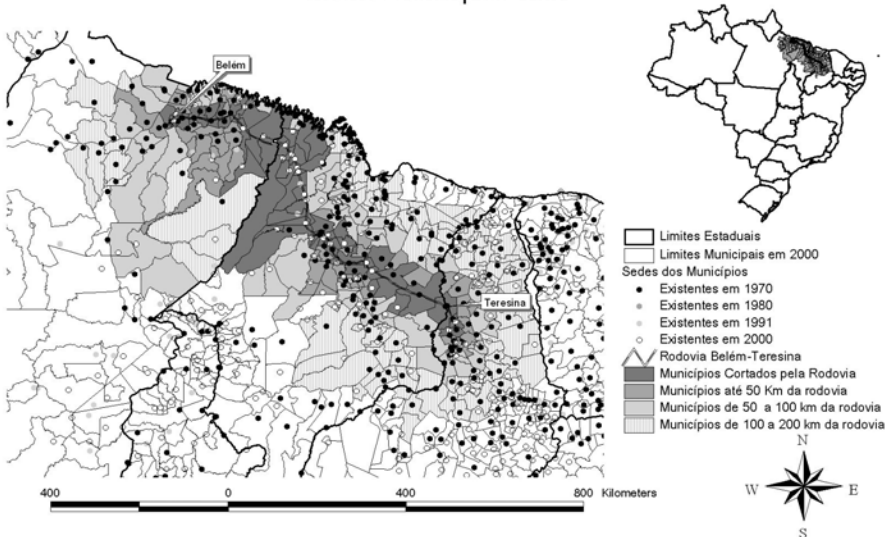 Belém
Teresina
Limites Estaduais
Limites Municipais em 2000
Sedes dos Municípios
Existentes em 1970
Existentes em 1980
Existentes em 1991
Existentes em 2000
Rodovia Belém-Teresina
Municípios Cortados pela Rodovia
Municípios até 50 Km da rodovia
Municípios de 50 a 100 km da rodovia
Municípios de 100 a 200 km da rodovia
N
W E
S
400 0 400 800 Kilometers